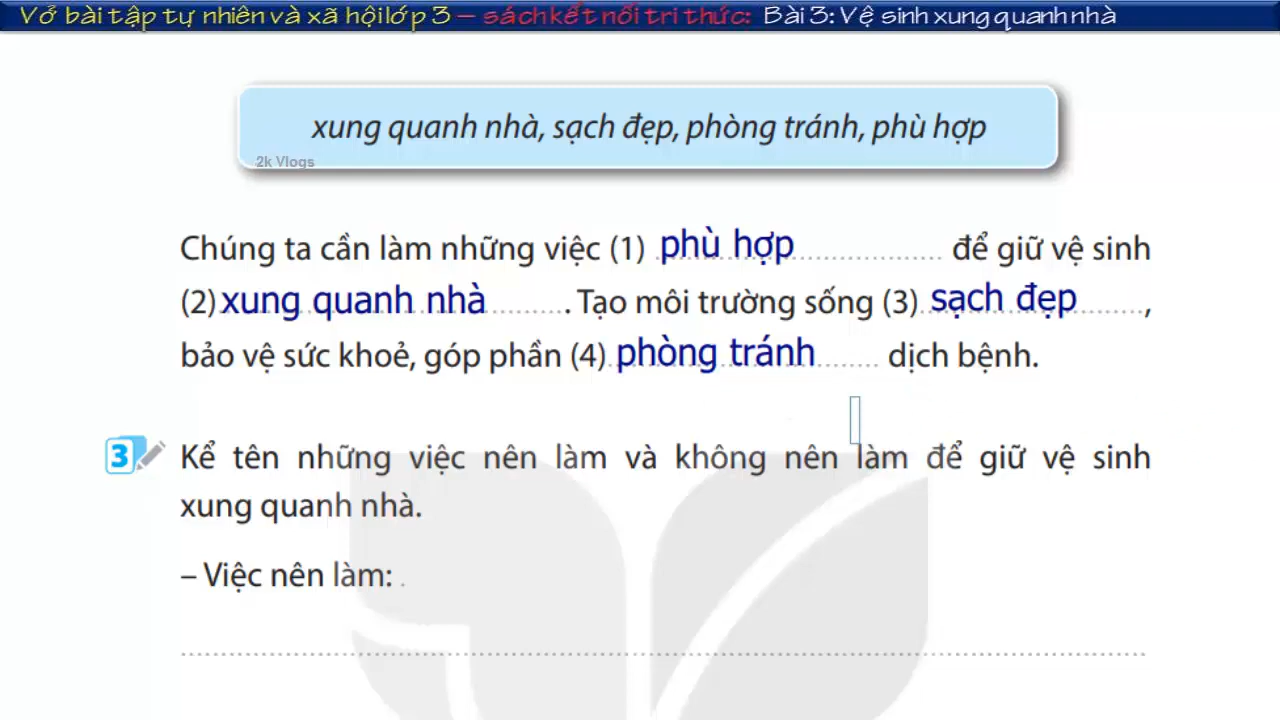 Vở bài tập tự nhiên và xã hội lớp 3 – sách kết nối tri thức: Bài 3: Vệ sinh xung quanh nhà
xung quanh nhà, sạch đẹp, phòng tránh, phù hợp
2k Vlogs
Chúng ta cần làm những việc (1) phù hợp để giữ vệ sinh
(2) xung quanh nhà. Tạo môi trường sống (3) sạch đẹp,
bảo vệ sức khoẻ, góp phần (4) phòng tránh dịch bệnh.
3 Kể tên những việc nên làm và không nên làm để giữ vệ sinh
xung quanh nhà.
– Việc nên làm: